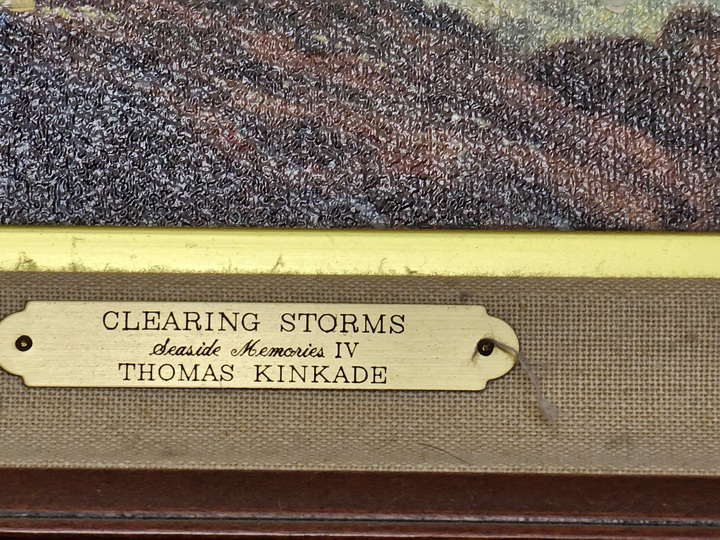 CLEARING STORMS
Seaside Memories IV
THOMAS KINKADE